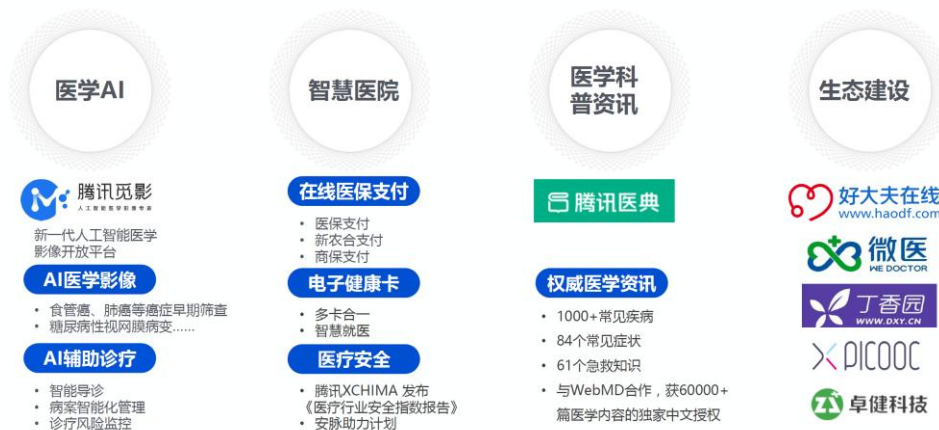 医学AI
腾讯觅影
人工智能医学影像专家
新一代人工智能医学
影像开放平台
AI医学影像
• 食管癌、肺癌等癌症早期筛查
• 糖尿病性视网膜病变……
AI辅助诊疗
• 智能导诊
• 病案智能化管理
• 诊疗风险监控
智慧医院
在线医保支付
• 医保支付
• 新农合支付
• 商保支付
电子健康卡
• 多卡合一
• 智慧就医
医疗安全
• 腾讯XCHIMA 发布
《医疗行业安全指数报告》
• 安脉助力计划
医学科
普资讯
腾讯医典
权威医学资讯
• 1000+常见疾病
• 84个常见症状
• 61个急救知识
• 与WebMD合作，获60000+
篇医学内容的独家中文授权
生态建设
好大夫在线
www.haodf.com
微医
WE DOCTOR
丁香园
WWW.DXY.CN
PICOOC
卓健科技